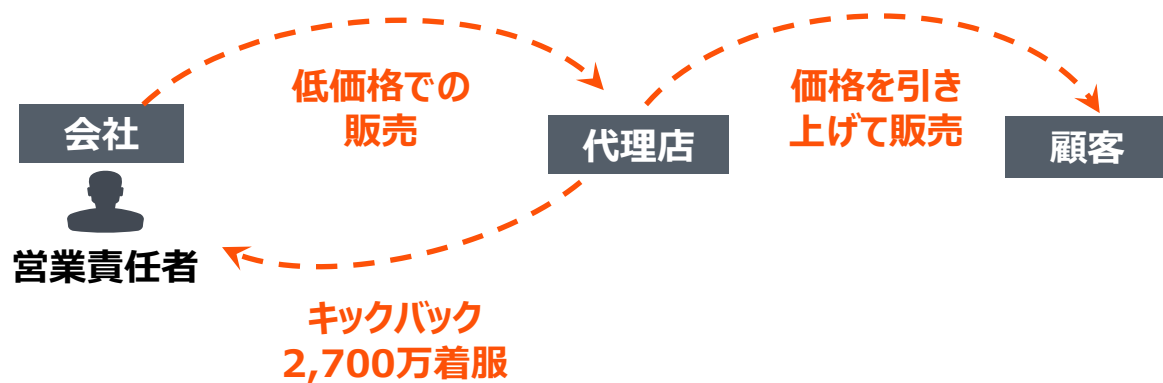 低価格での
販売
価格を引き
上げて販売
会社
代理店
顧客
営業責任者
キックバック
2,700万着服